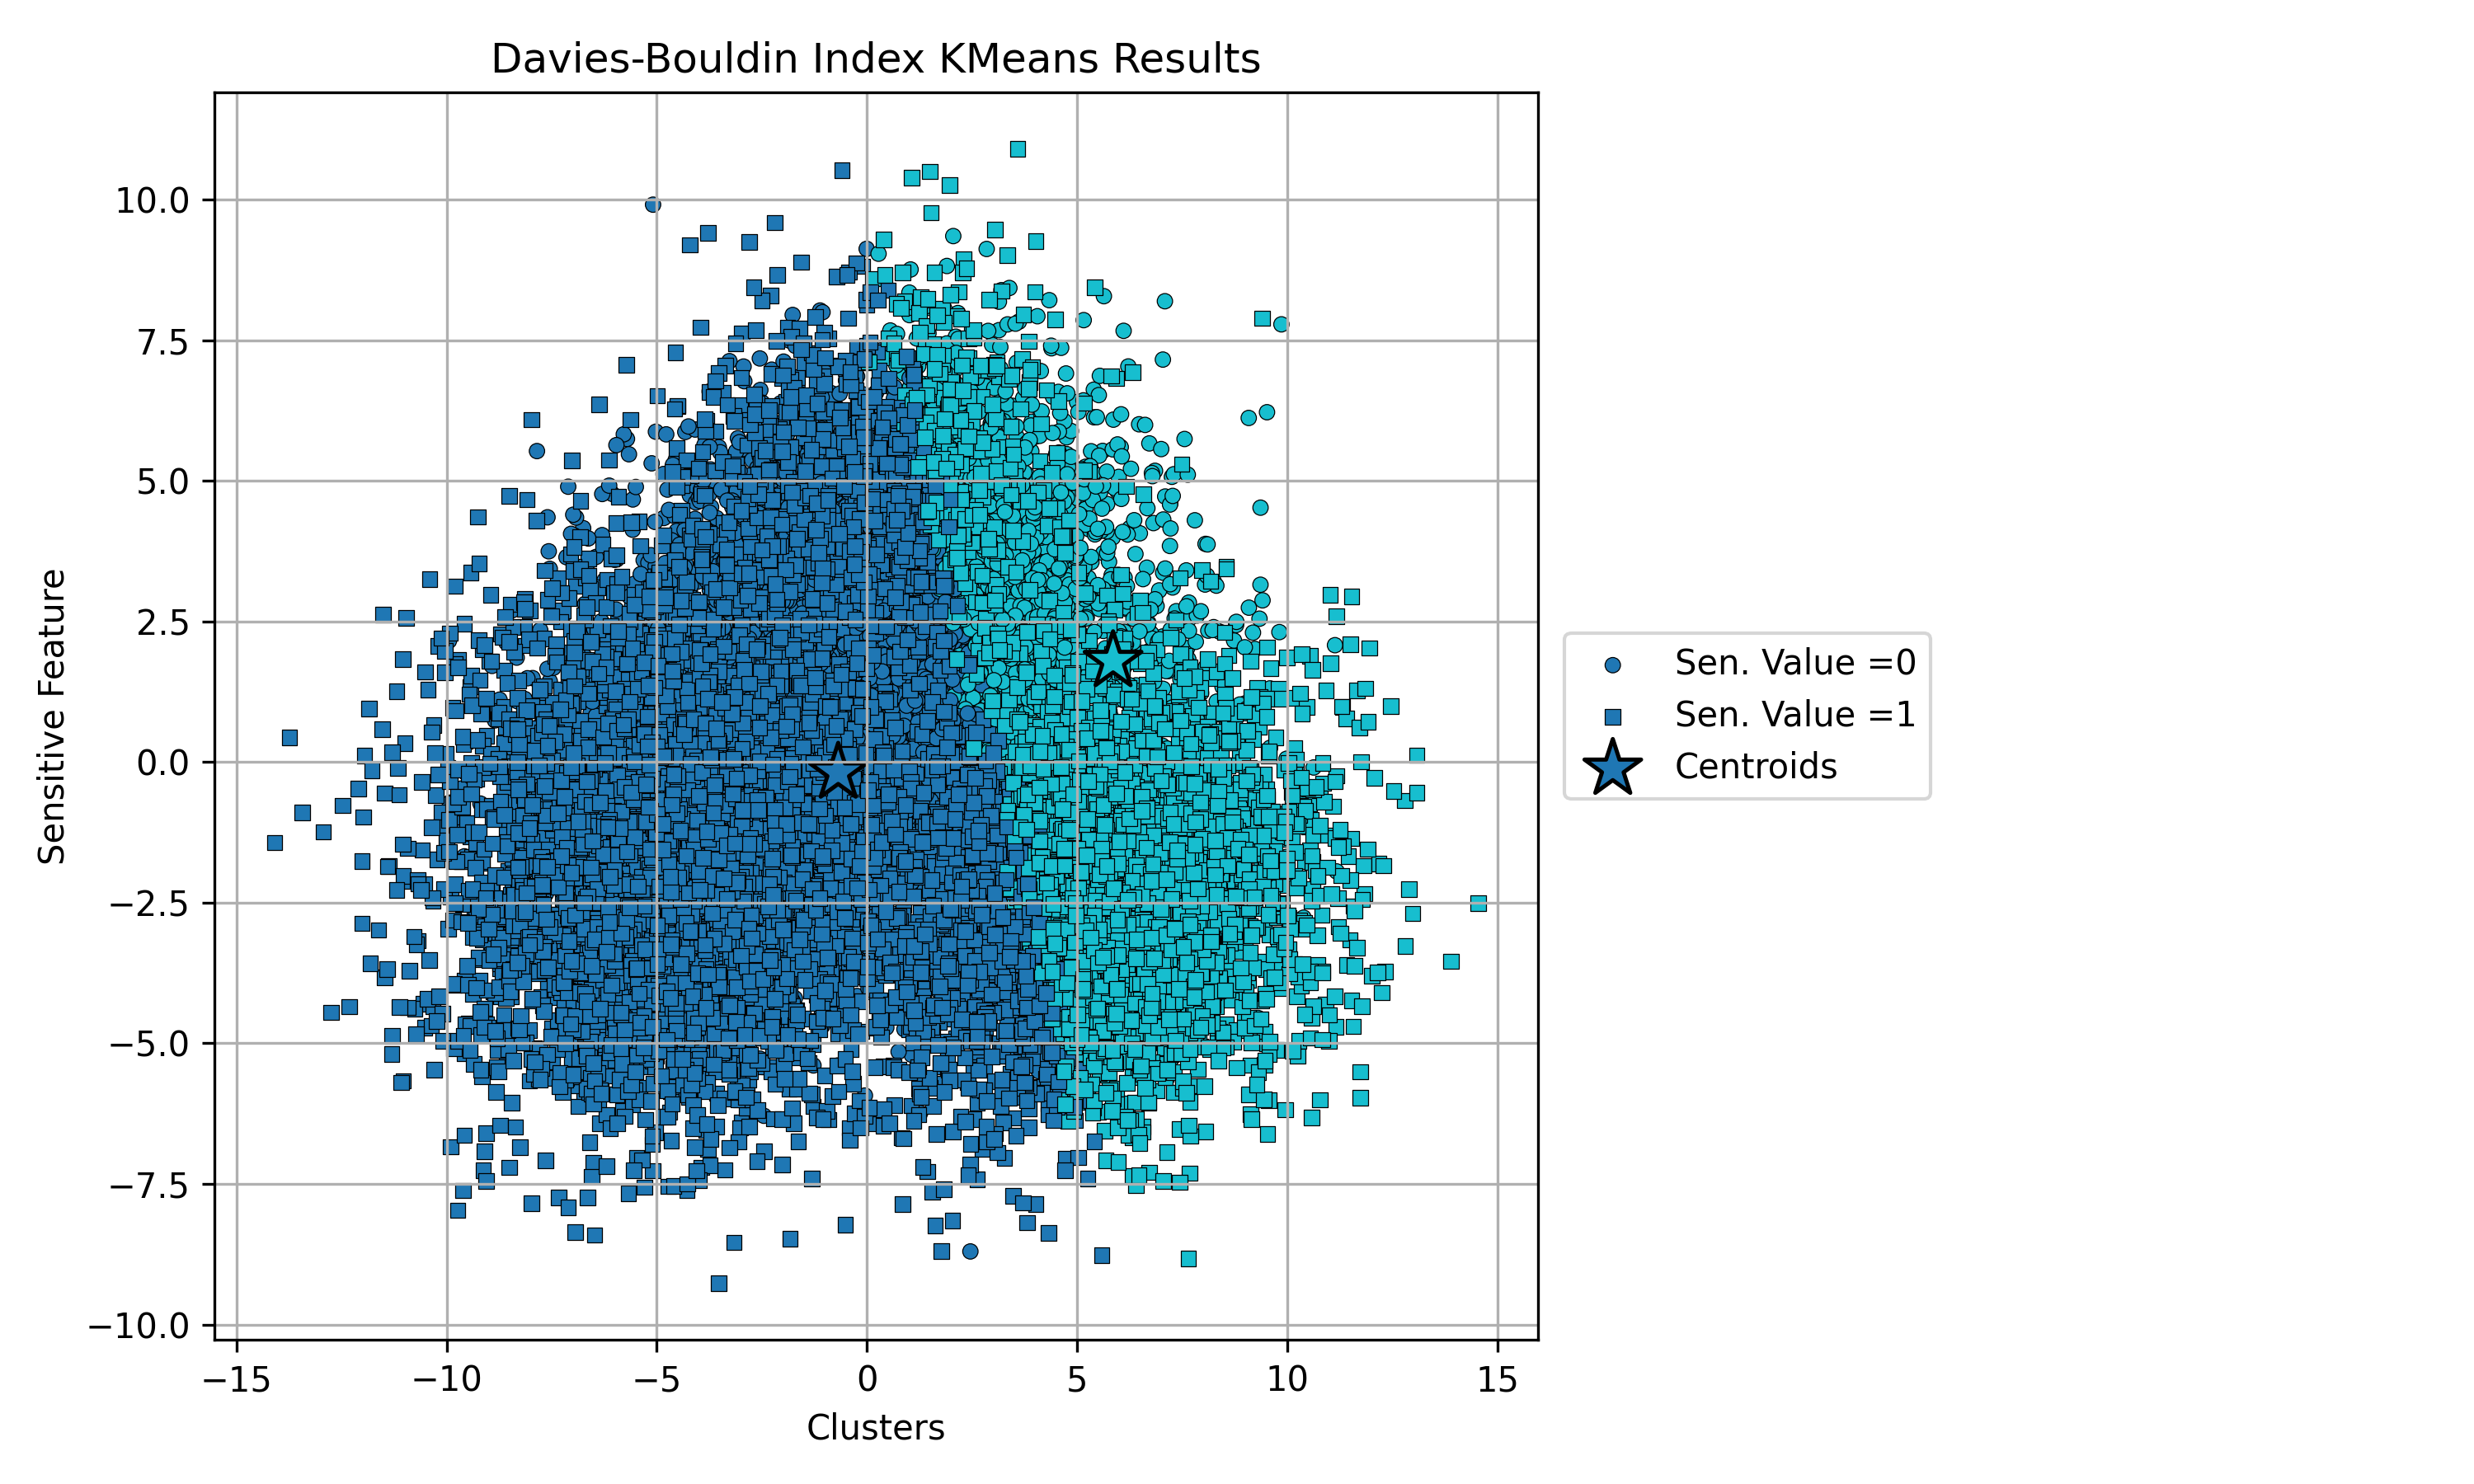 Davies-Bouldin Index KMeans Results
10.0
7.5
5.0
2.5
0.0
−2.5
−5.0
−7.5
−10.0
Sensitive Feature
−15
−10
−5
0
5
10
15
Clusters
Sen. Value =0
Sen. Value =1
Centroids